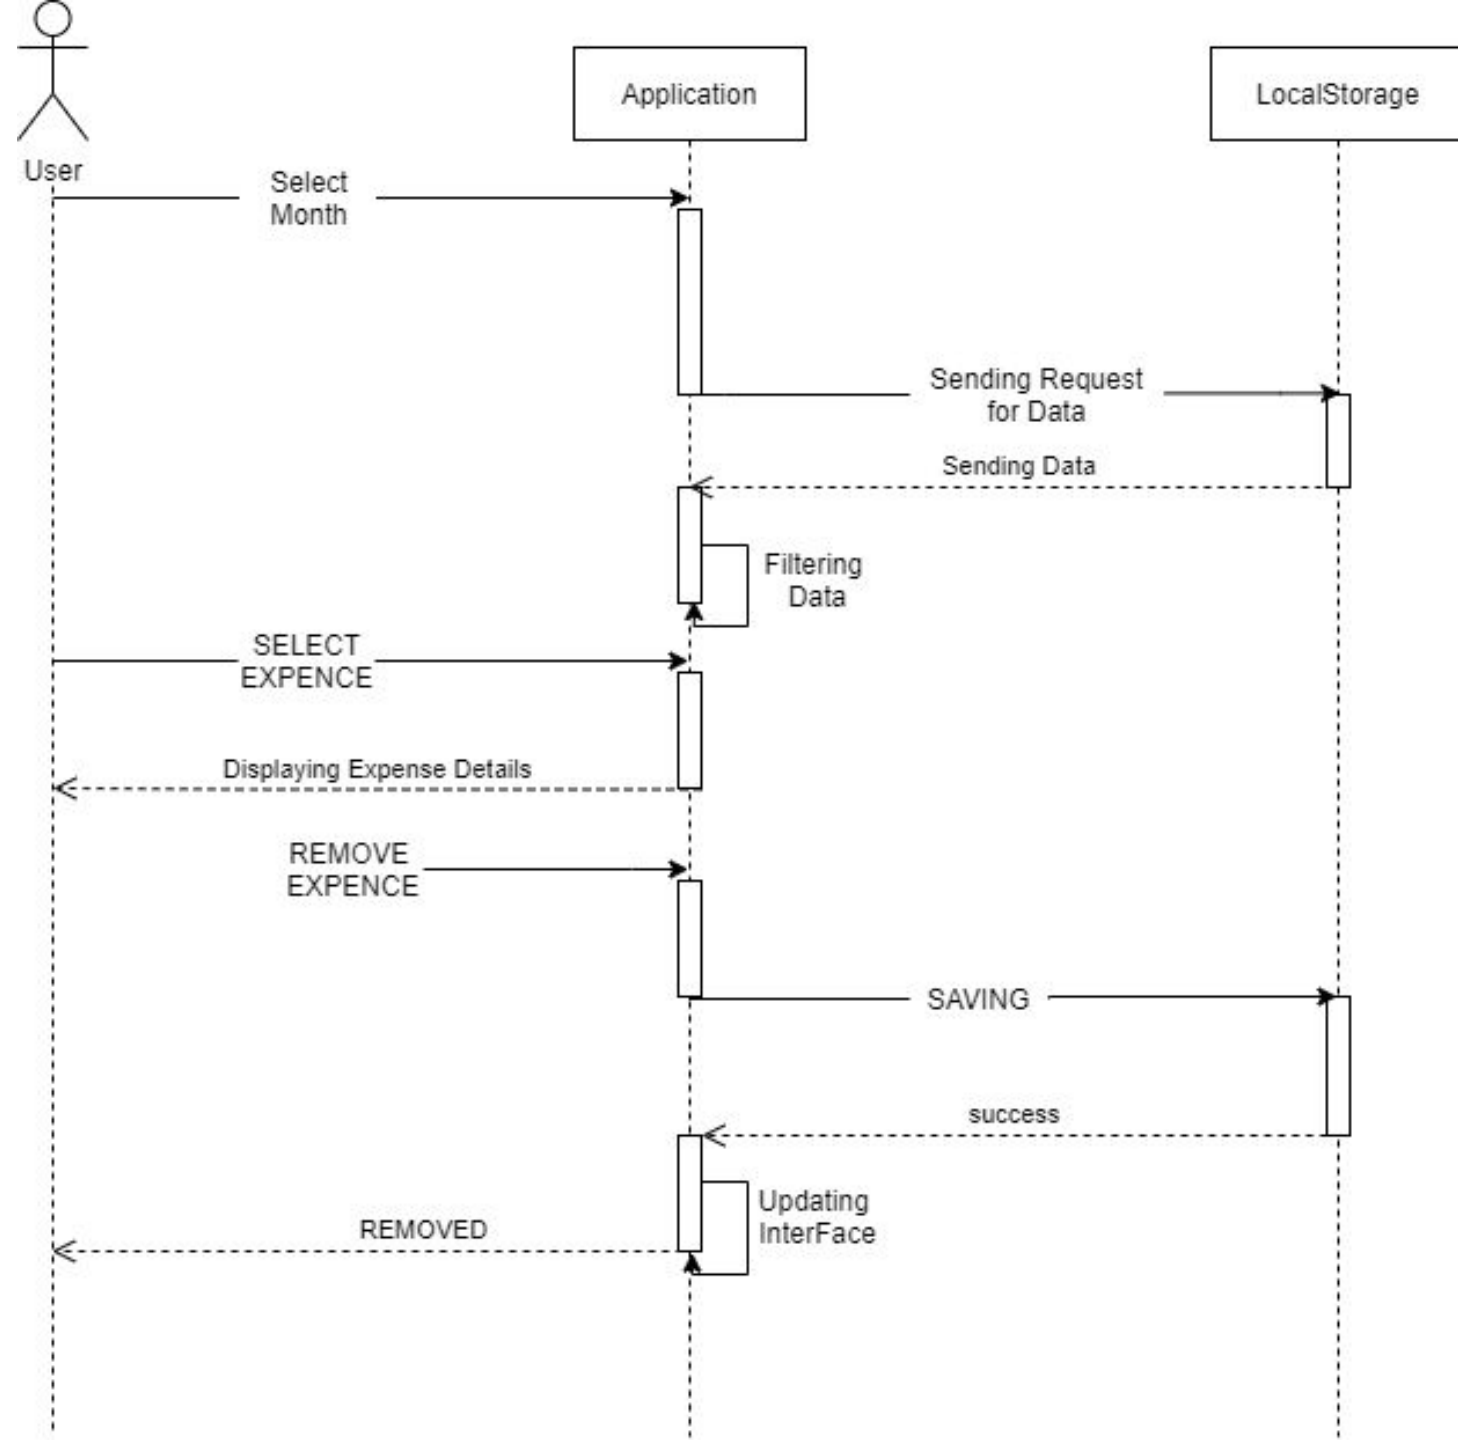 Application
LocalStorage
User
Select
Month
Sending Request
for Data
Sending Data
Filtering
Data
SELECT
EXPENCE
Displaying Expense Details
REMOVE
EXPENCE
SAVING
success
Updating
InterFace
REMOVED